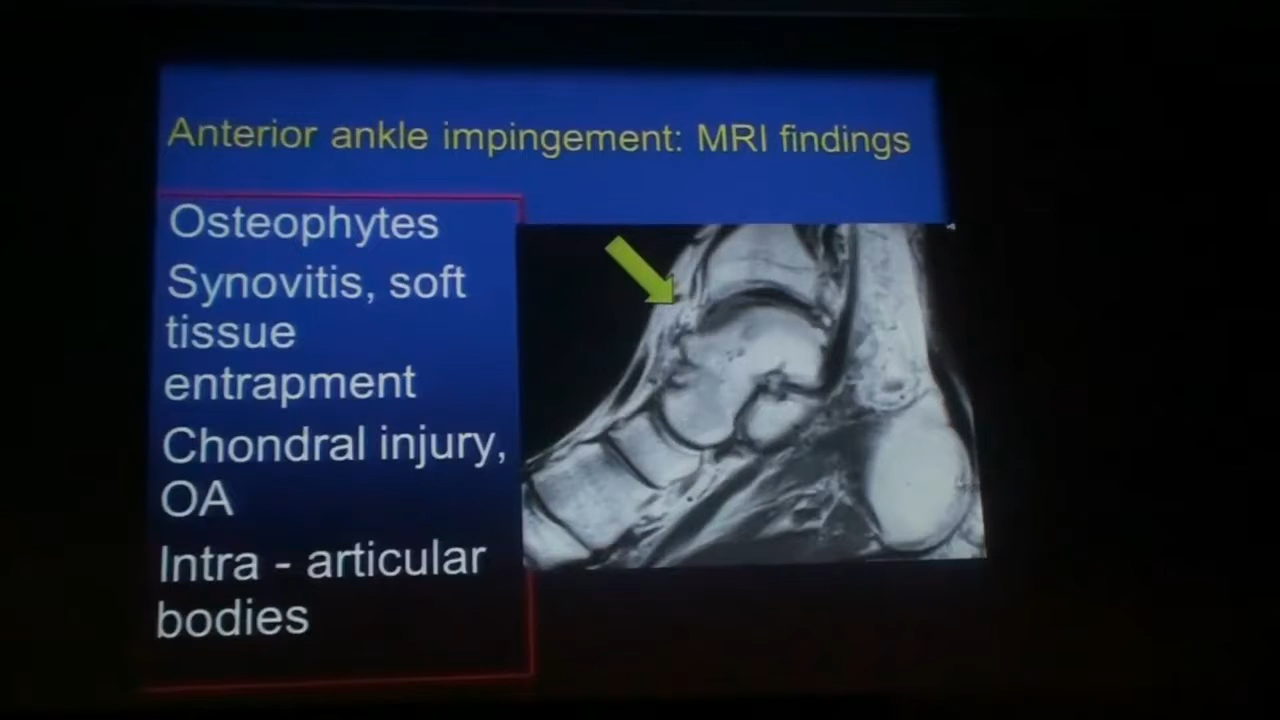 Anterior ankle impingement: MRI findings
Osteophytes
Synovitis, soft
tissue
entrapment
Chondral injury,
OA
Intra - articular
bodies